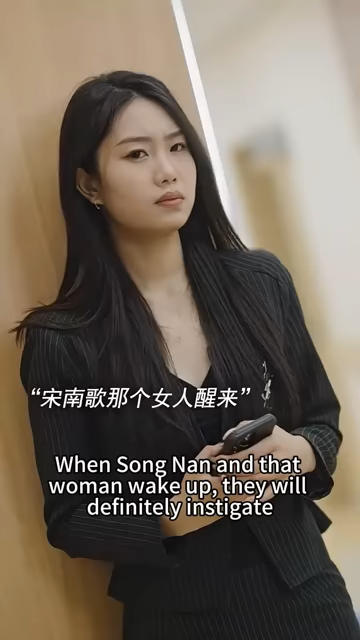 “宋南歌那个女人醒来”
When Song Nan and that
woman wake up, they will
definitely instigate